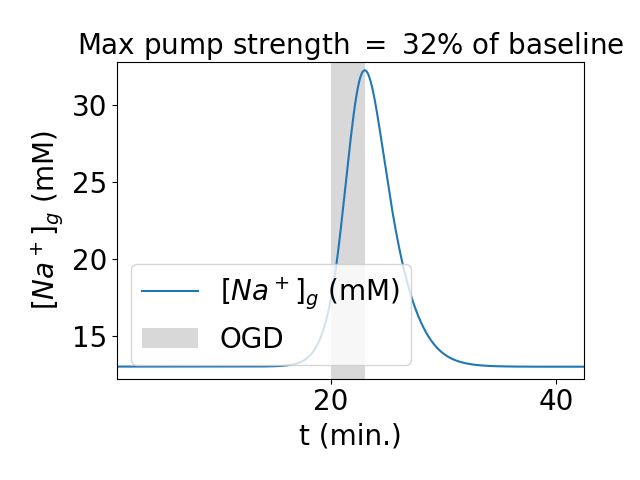 Max pump strength = 32% of baseline
[Na⁺]g (mM)
30
25
20
15
[Na⁺]g (mM)
OGD
20
40
t (min.)